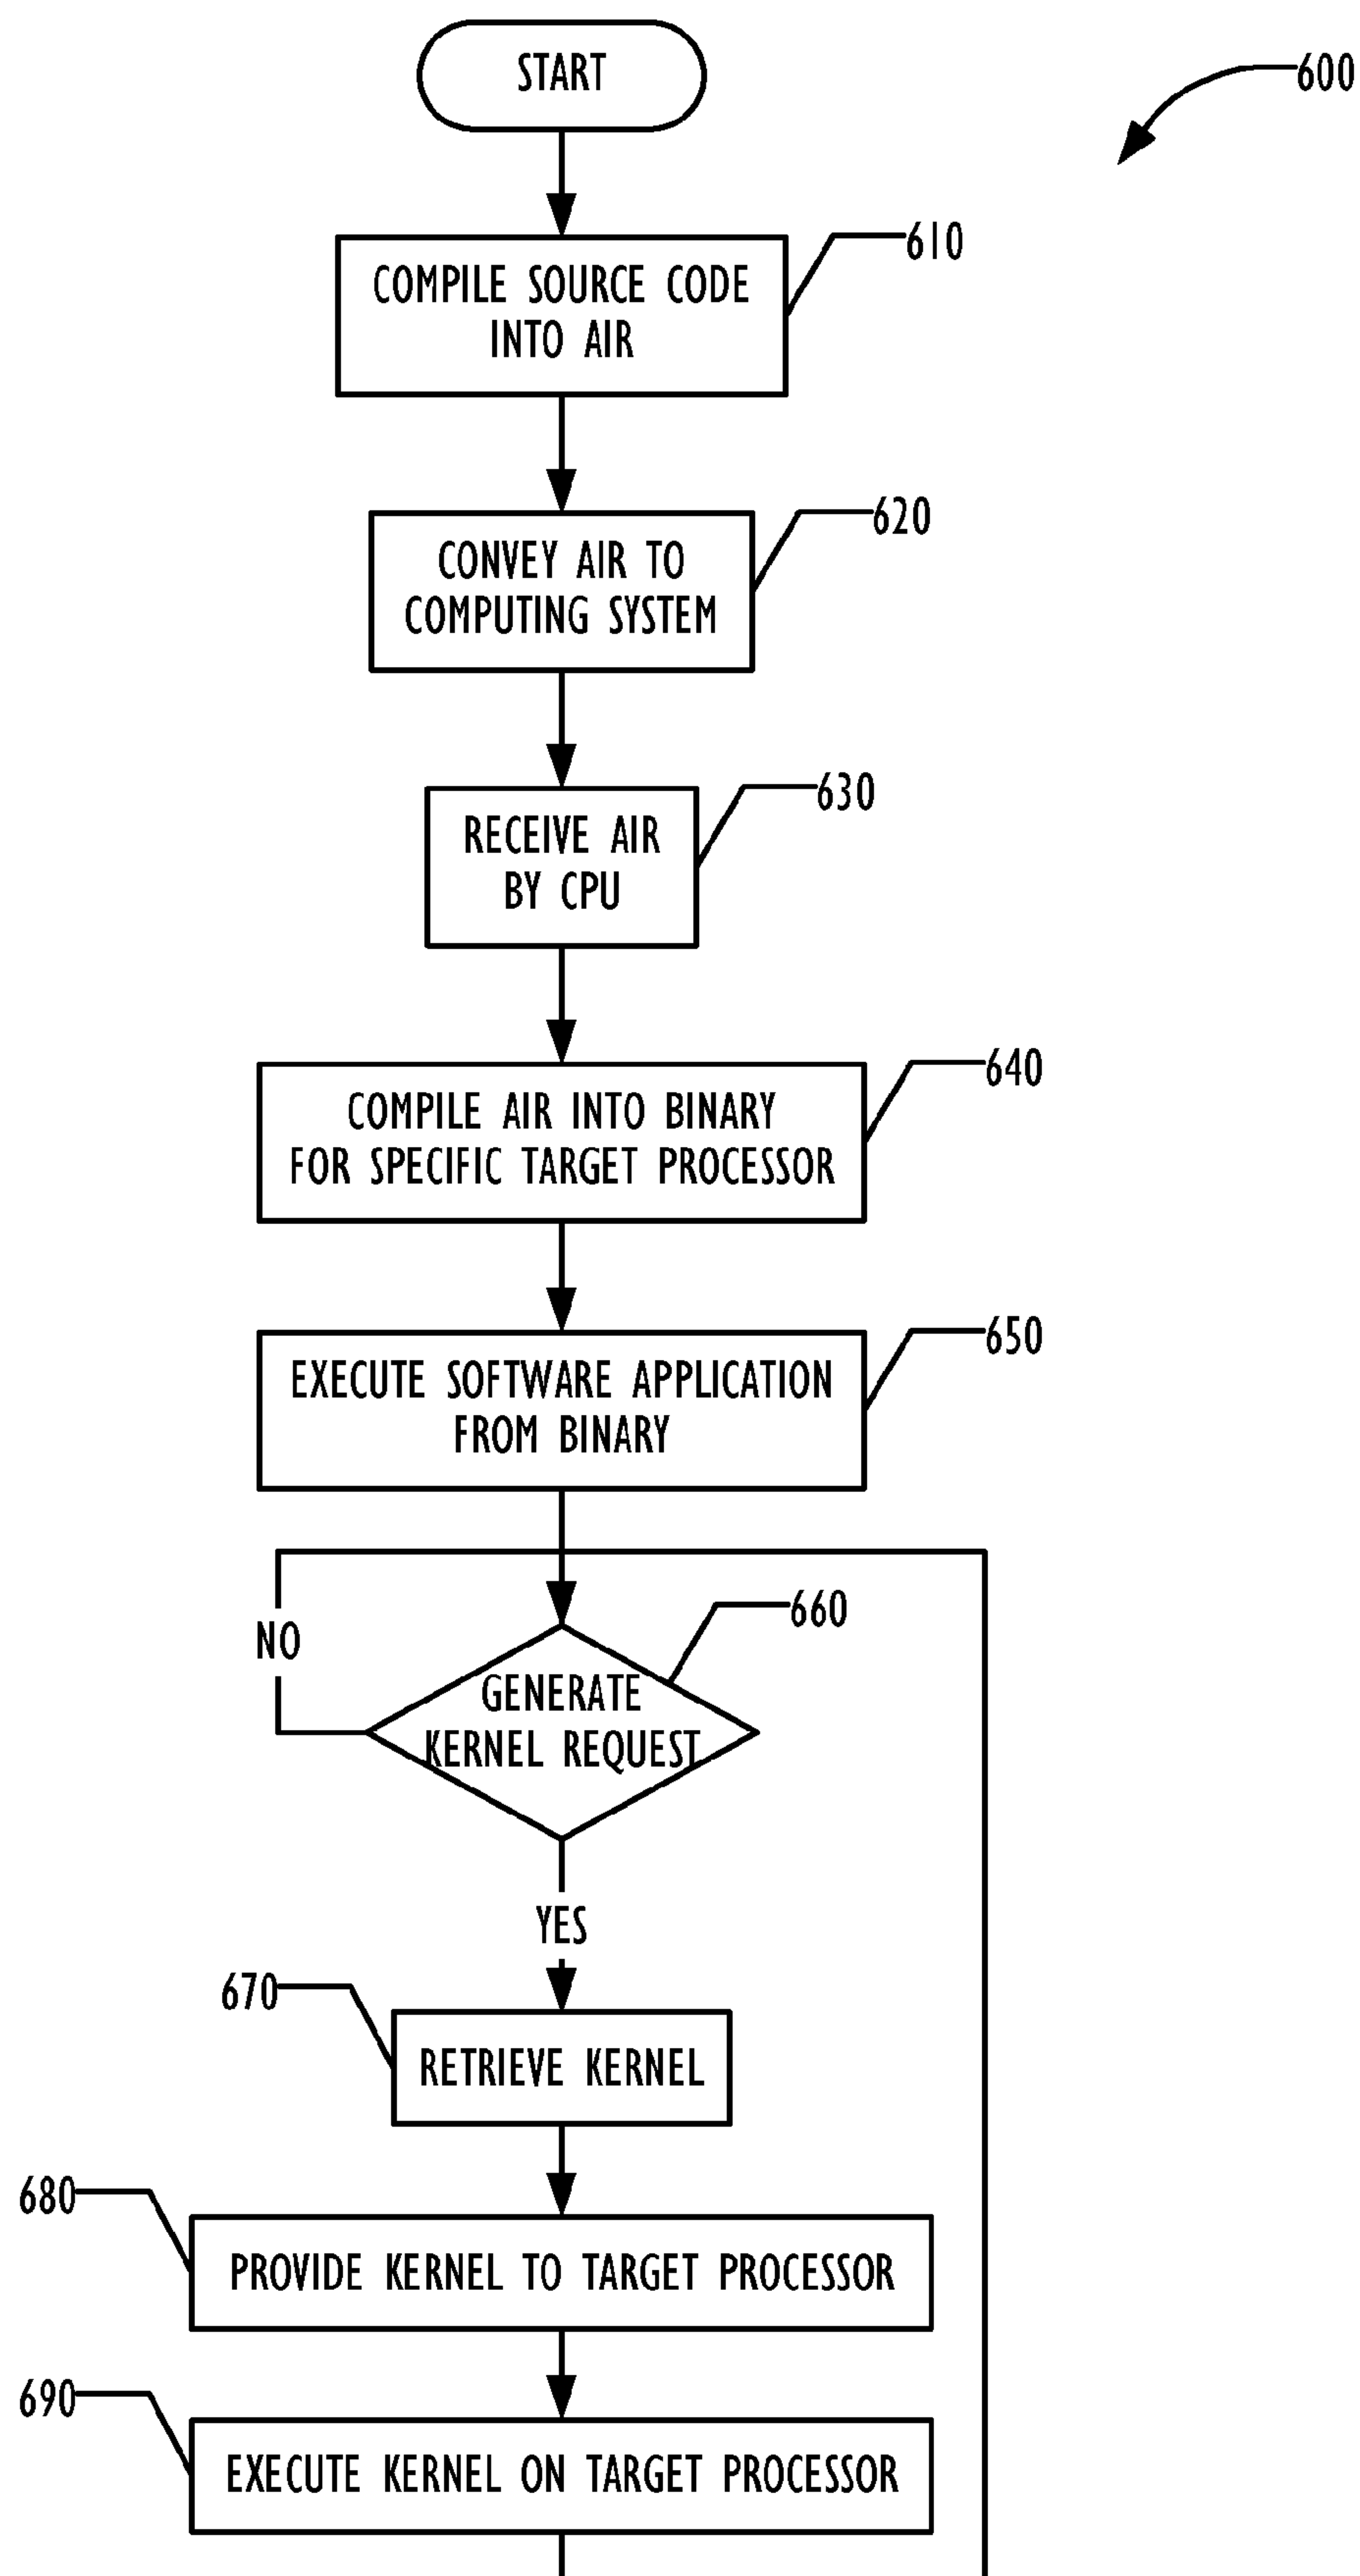 START
600
COMPILE SOURCE CODE
INTO AIR
610
CONVEY AIR TO
COMPUTING SYSTEM
620
RECEIVE AIR
BY CPU
630
COMPILE AIR INTO BINARY
FOR SPECIFIC TARGET PROCESSOR
640
EXECUTE SOFTWARE APPLICATION
FROM BINARY
650
NO
GENERATE
KERNEL REQUEST
660
YES
670
RETRIEVE KERNEL
680
PROVIDE KERNEL TO TARGET PROCESSOR
690
EXECUTE KERNEL ON TARGET PROCESSOR